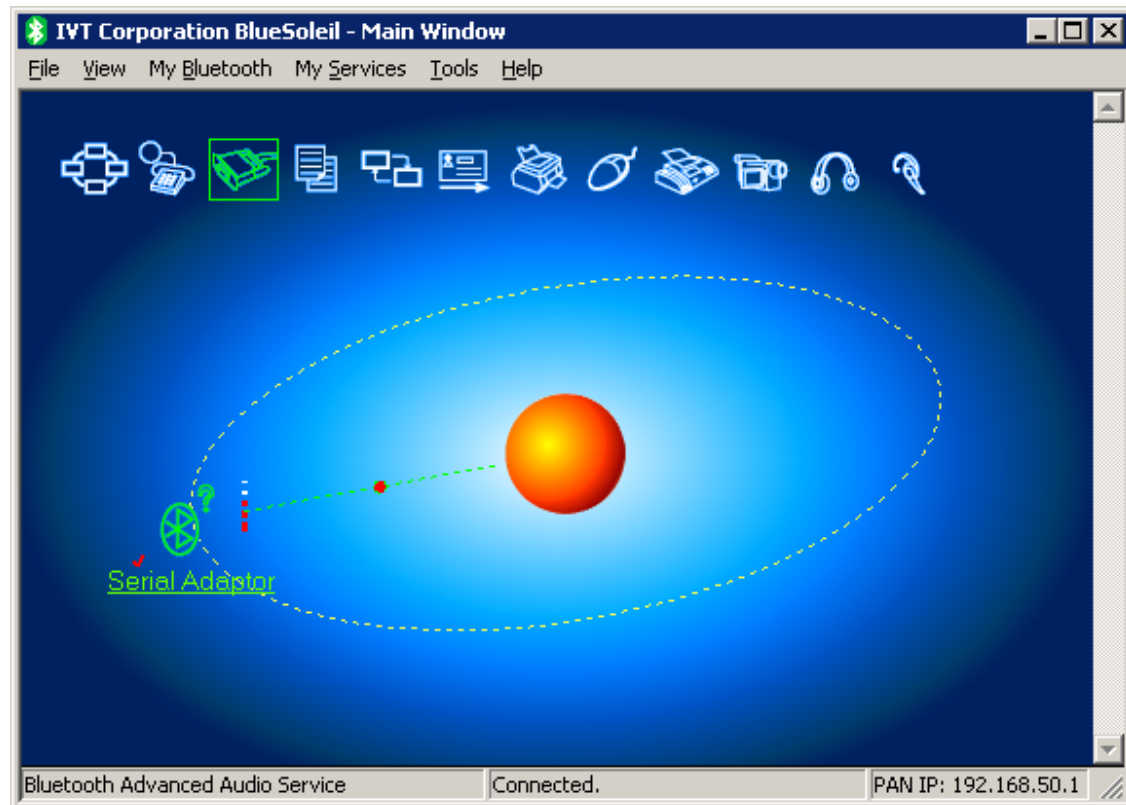 IVT Corporation BlueSoleil - Main Window
File View My Bluetooth My Services Tools Help
?
Serial Adaptor
Bluetooth Advanced Audio Service Connected. PAN IP: 192.168.50.1